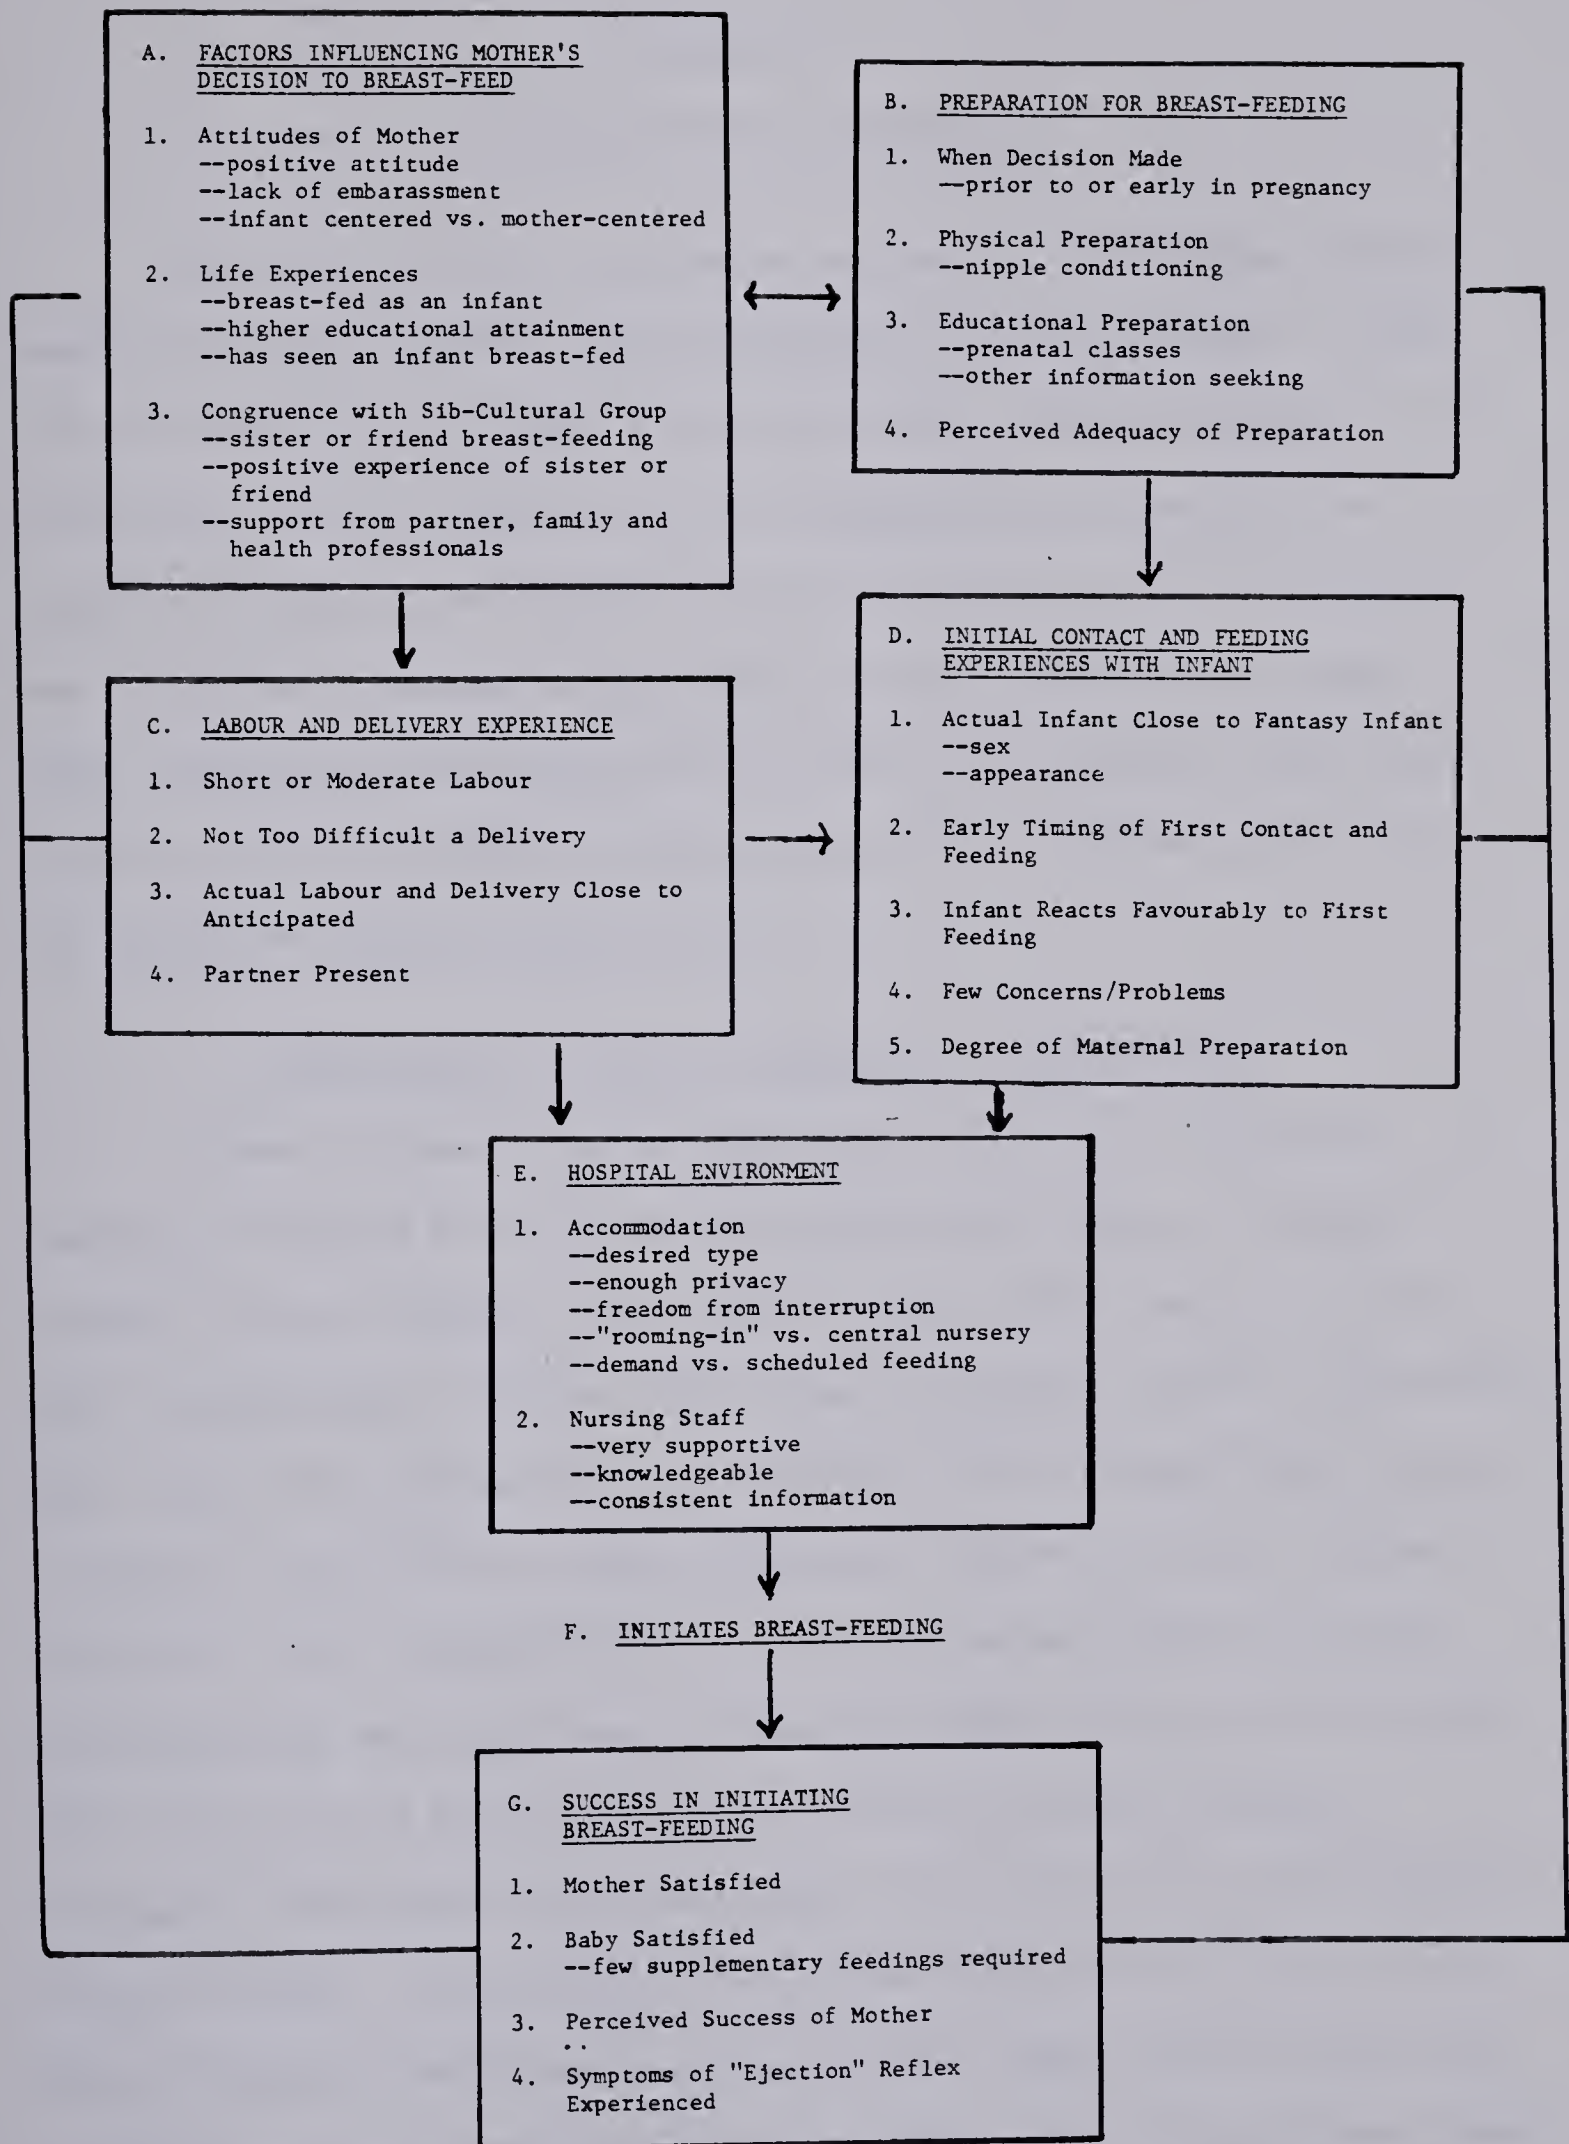 A. FACTORS INFLUENCING MOTHER'S
DECISION TO BREAST-FEED
1. Attitudes of Mother
--positive attitude
--lack of embarassment
--infant centered vs. mother-centered
2. Life Experiences
--breast-fed as an infant
--higher educational attainment
--has seen an infant breast-fed
3. Congruence with Sib-Cultural Group
--sister or friend breast-feeding
--positive experience of sister or
friend
--support from partner, family and
health professionals
B. PREPARATION FOR BREAST-FEEDING
1. When Decision Made
--prior to or early in pregnancy
2. Physical Preparation
--nipple conditioning
3. Educational Preparation
--prenatal classes
--other information seeking
4. Perceived Adequacy of Preparation
C. LABOUR AND DELIVERY EXPERIENCE
1. Short or Moderate Labour
2. Not Too Difficult a Delivery
3. Actual Labour and Delivery Close to
Anticipated
4. Partner Present
D. INITIAL CONTACT AND FEEDING
EXPERIENCES WITH INFANT
1. Actual Infant Close to Fantasy Infant
--sex
--appearance
2. Early Timing of First Contact and
Feeding
3. Infant Reacts Favourably to First
Feeding
4. Few Concerns/Problems
5. Degree of Maternal Preparation
E. HOSPITAL ENVIRONMENT
1. Accommodation
--desired type
--enough privacy
--freedom from interruption
--"rooming-in" vs. central nursery
--demand vs. scheduled feeding
2. Nursing Staff
--very supportive
--knowledgeable
--consistent information
F. INITIATES BREAST-FEEDING
G. SUCCESS IN INITIATING
BREAST-FEEDING
1. Mother Satisfied
2. Baby Satisfied
--few supplementary feedings required
3. Perceived Success of Mother
4. Symptoms of "Ejection" Reflex
Experienced